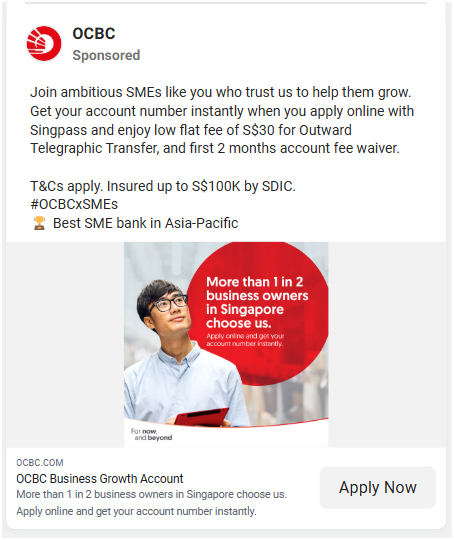 OCBC
Sponsored
Join ambitious SMEs like you who trust us to help them grow.
Get your account number instantly when you apply online with
Singpass and enjoy low flat fee of S$30 for Outward
Telegraphic Transfer, and first 2 months account fee waiver.
T&Cs apply. Insured up to S$100K by SDIC.
#OCBCxSMEs
🏆 Best SME bank in Asia-Pacific
More than 1 in 2
business owners
in Singapore
choose us.
Apply online and get your
account number instantly.
For now,
and beyond
OCBC.COM
OCBC Business Growth Account
More than 1 in 2 business owners in Singapore choose us.
Apply online and get your account number instantly.
Apply Now